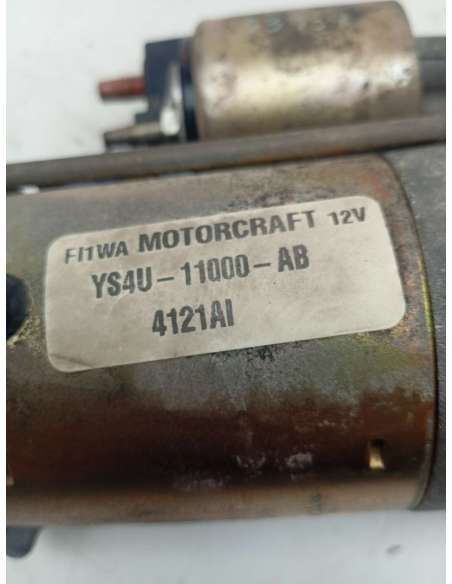 FI1WA MOTORCRAFT 12V
YS4U-11000-AB
4121AI